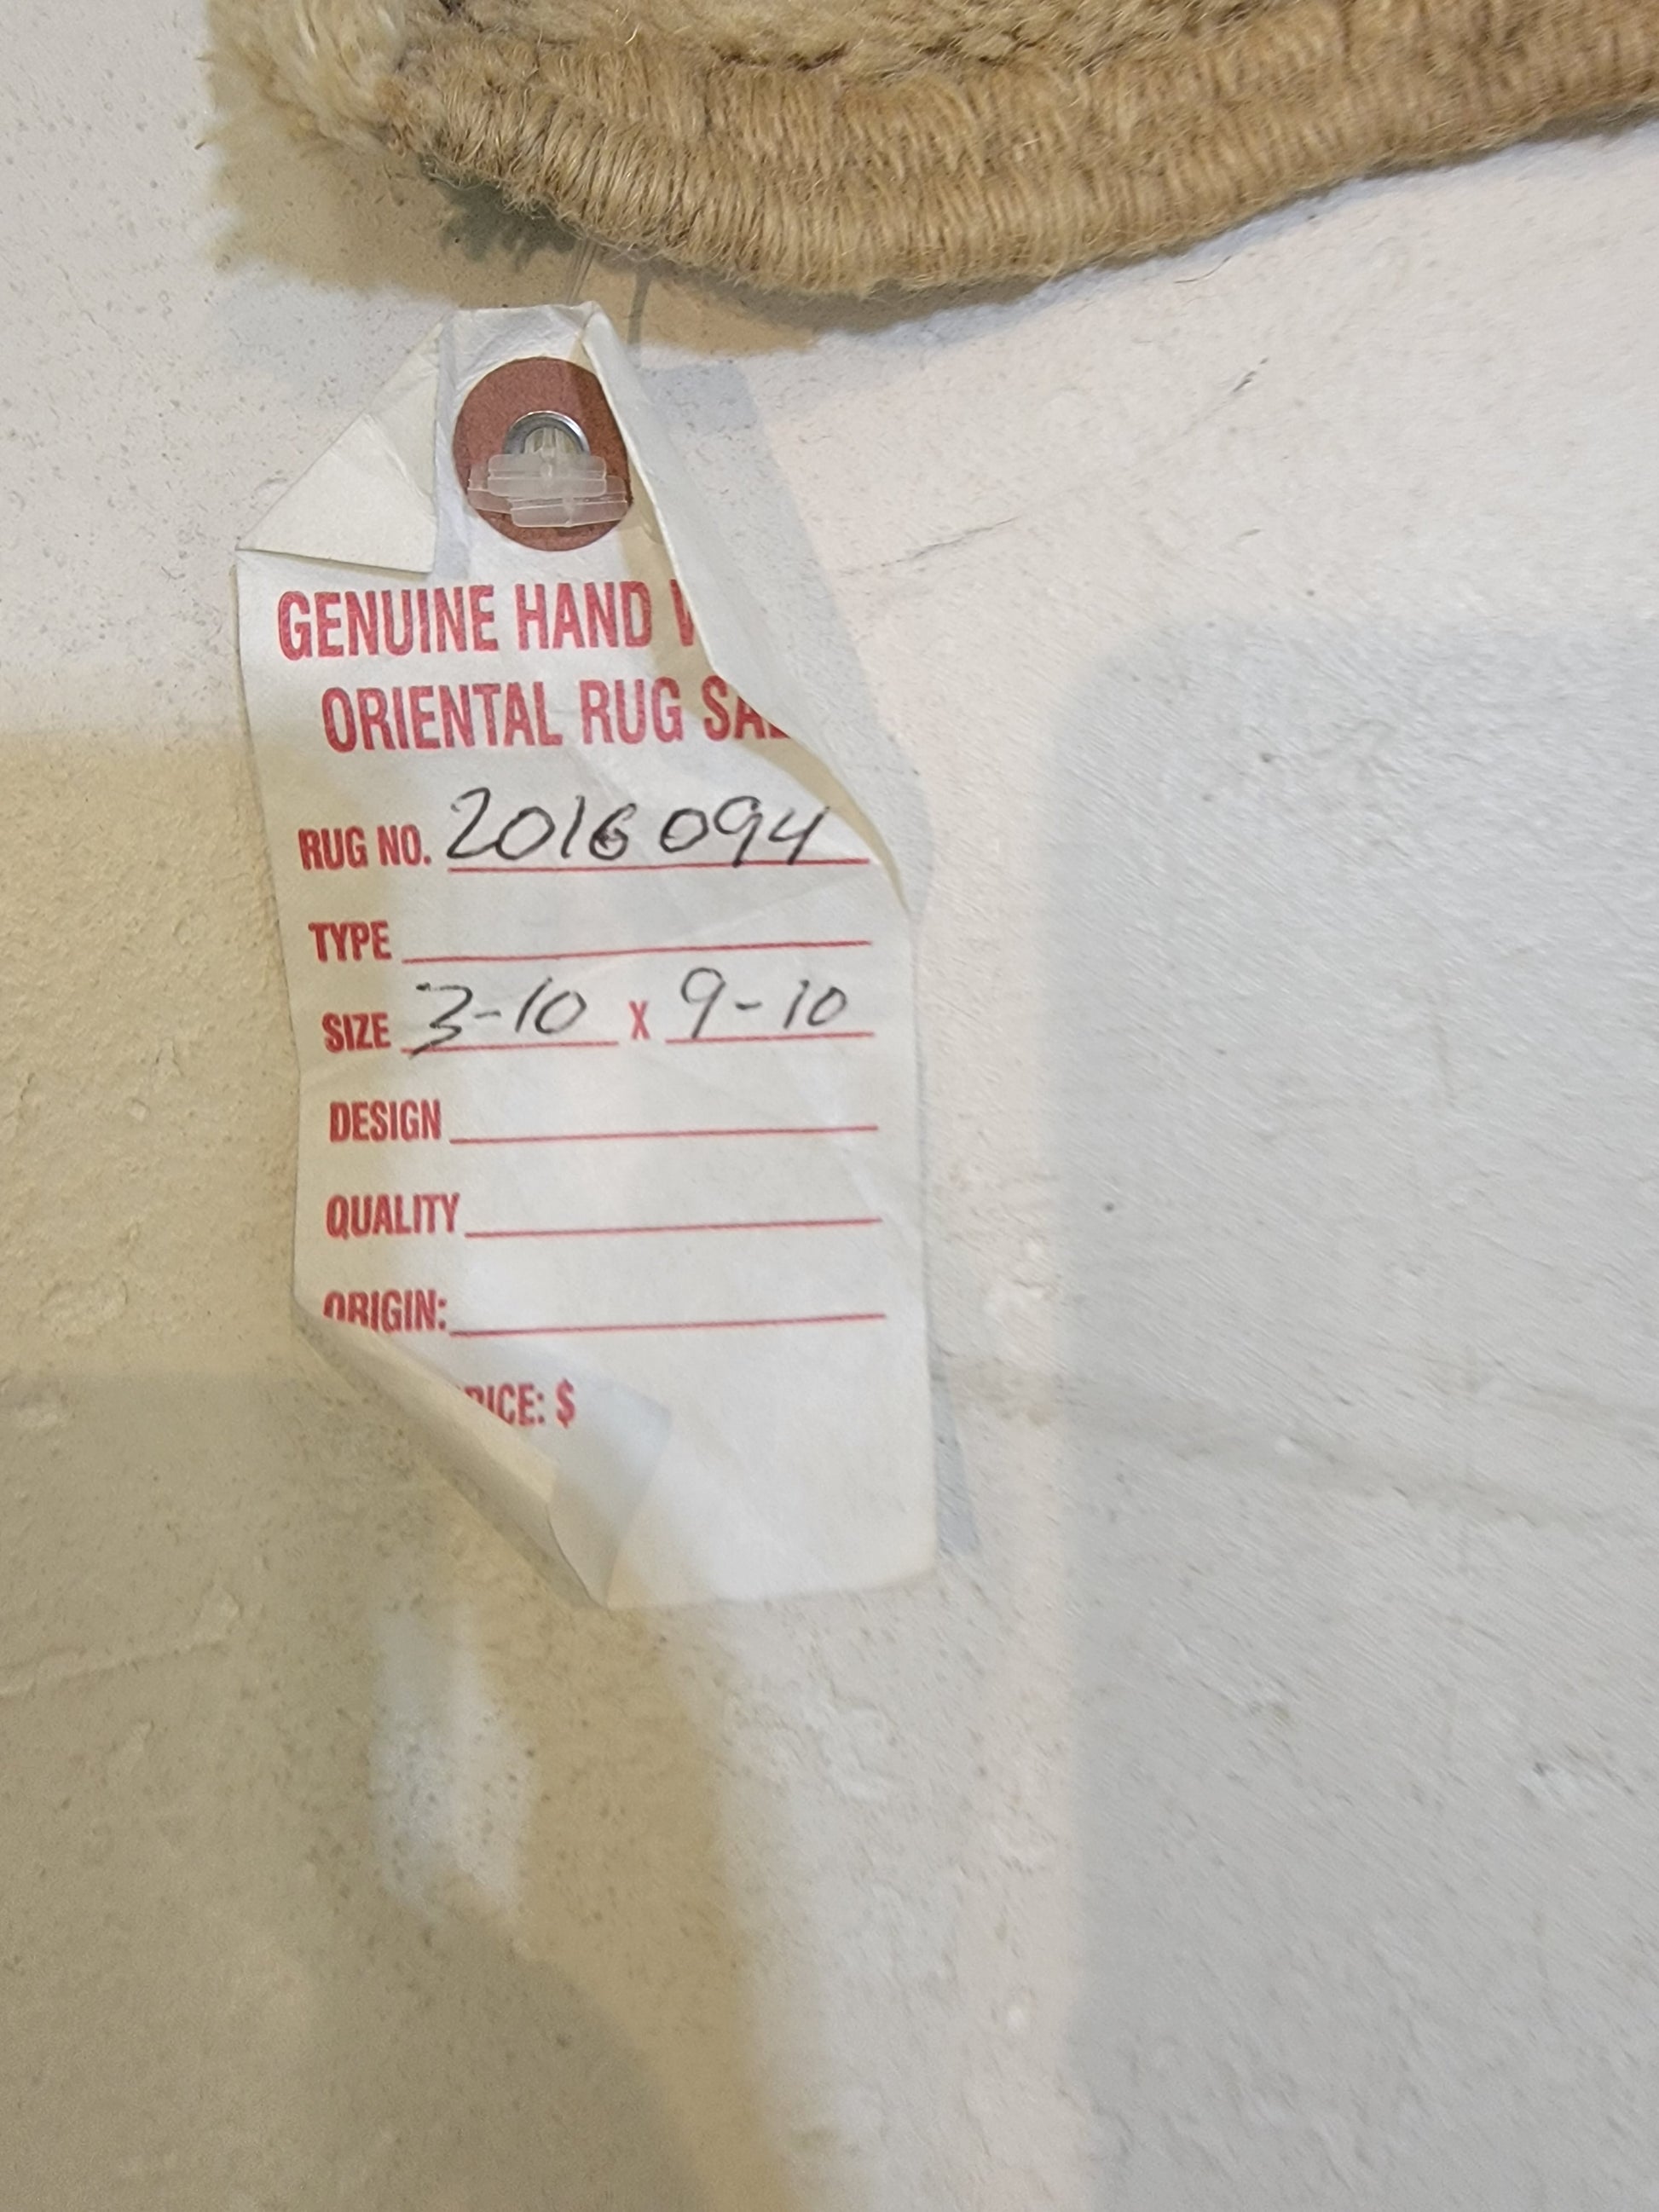 GENUINE HAND
ORIENTAL RUG
RUG NO. 2016094
TYPE
SIZE 3-10 X 9-10
DESIGN
QUALITY
ORIGIN:
$